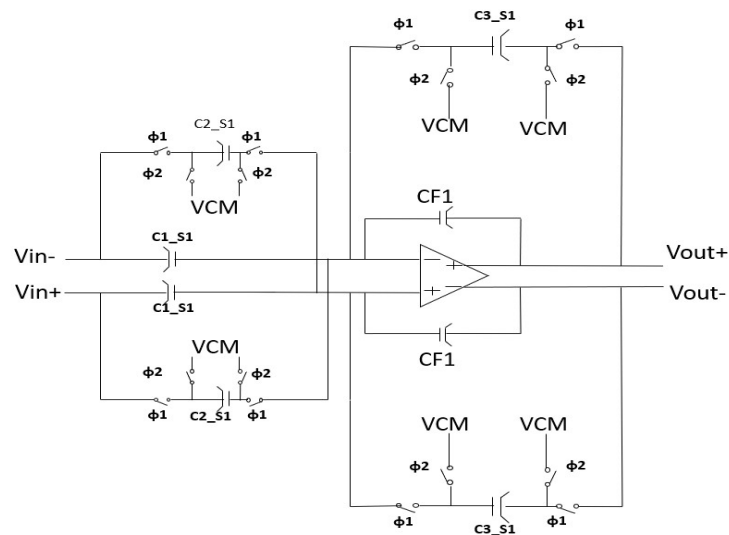 ϕ1
C3_S1
ϕ1
ϕ2
ϕ2
VCM
VCM
ϕ1
C2_S1
ϕ1
ϕ2
ϕ2
VCM
CF1
C1_S1
Vin-
Vout+
Vin+
Vout-
C1_S1
VCM
CF1
ϕ2
ϕ2
ϕ1
C2_S1
ϕ1
VCM
VCM
ϕ2
ϕ2
ϕ1
C3_S1
ϕ1